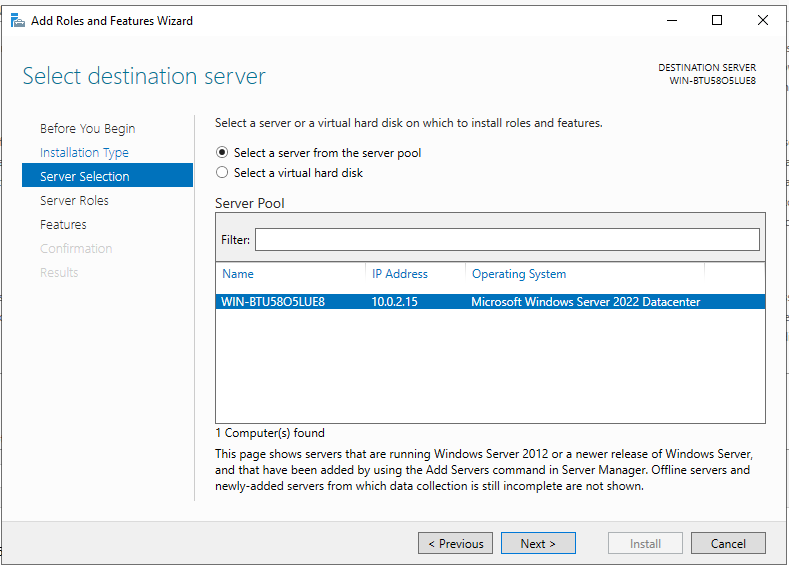 Add Roles and Features Wizard
Select destination server
DESTINATION SERVER
WIN-BTU58O5LUE8
Before You Begin
Installation Type
Server Selection
Server Roles
Features
Confirmation
Results
Select a server or a virtual hard disk on which to install roles and features.
Select a server from the server pool
Select a virtual hard disk
Server Pool
Filter:
Name IP Address Operating System
WIN-BTU58O5LUE8 10.0.2.15 Microsoft Windows Server 2022 Datacenter
1 Computer(s) found
This page shows servers that are running Windows Server 2012 or a newer release of Windows Server,
and that have been added by using the Add Servers command in Server Manager. Offline servers and
newly-added servers from which data collection is still incomplete are not shown.
< Previous Next > Install Cancel